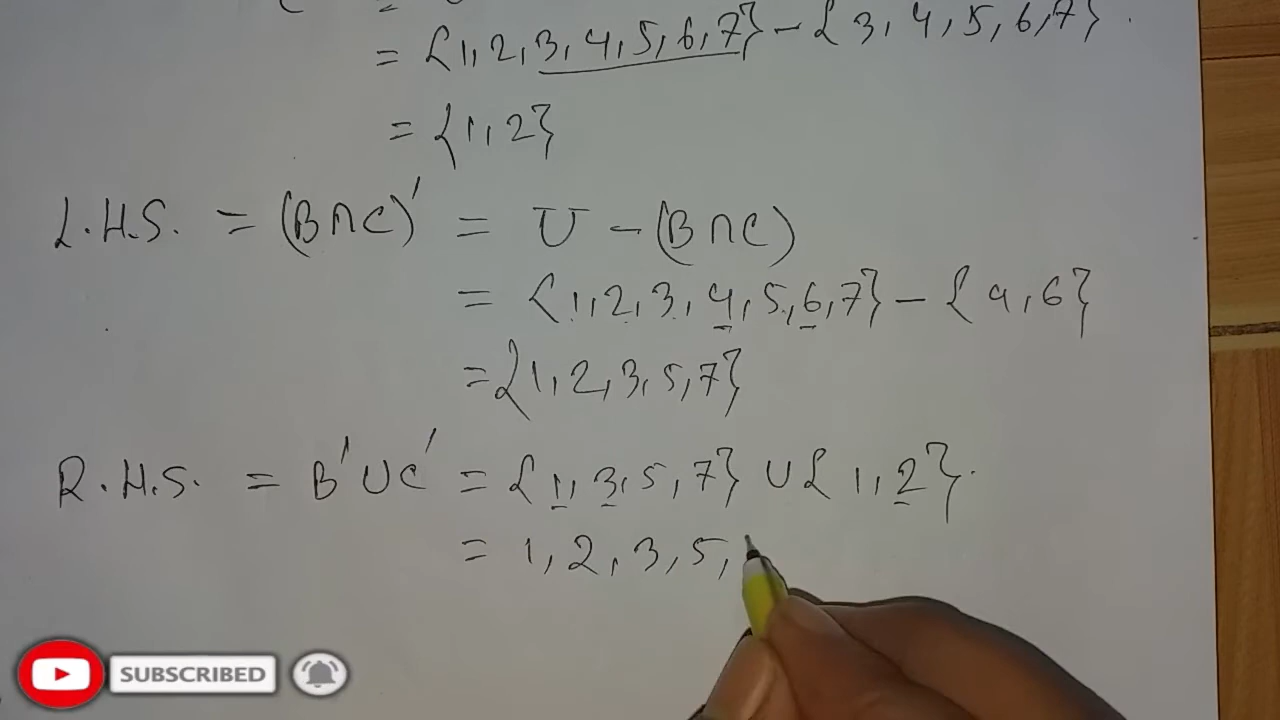 = {1, 2, 3, 4, 5, 6, 7} - {3, 4, 5, 6, 7}.
= {1, 2}
L.H.S. = (B∩C)' = U - (B∩C)
= {1, 2, 3, 4, 5, 6, 7} - {4, 6}
= {1, 2, 3, 5, 7}
R.H.S. = B'∪C' = {1, 3, 5, 7} ∪ {1, 2}.
= 1, 2, 3, 5,
SUBSCRIBED